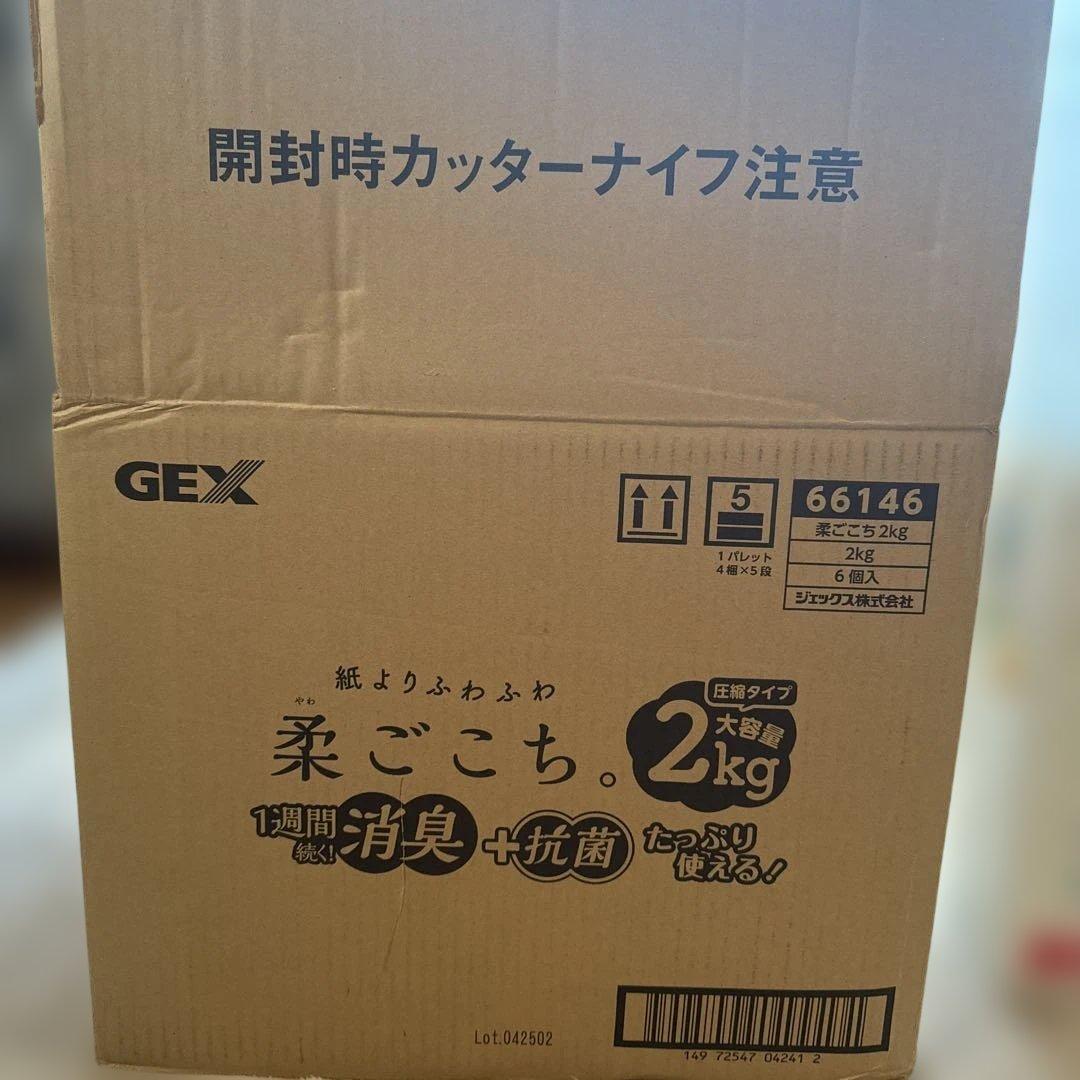 開封時カッターナイフ注意
GEX
5
1パレット
4梱×5段
66146
柔ごこち2kg
2kg
6個入
ジェックス株式会社
紙よりふわふわ
やわ
柔ごこち。
圧縮タイプ
大容量
2kg
1週間
続く!
消臭
+抗菌
たっぷり
使える!
Lot.042502
149 72547 04241 2